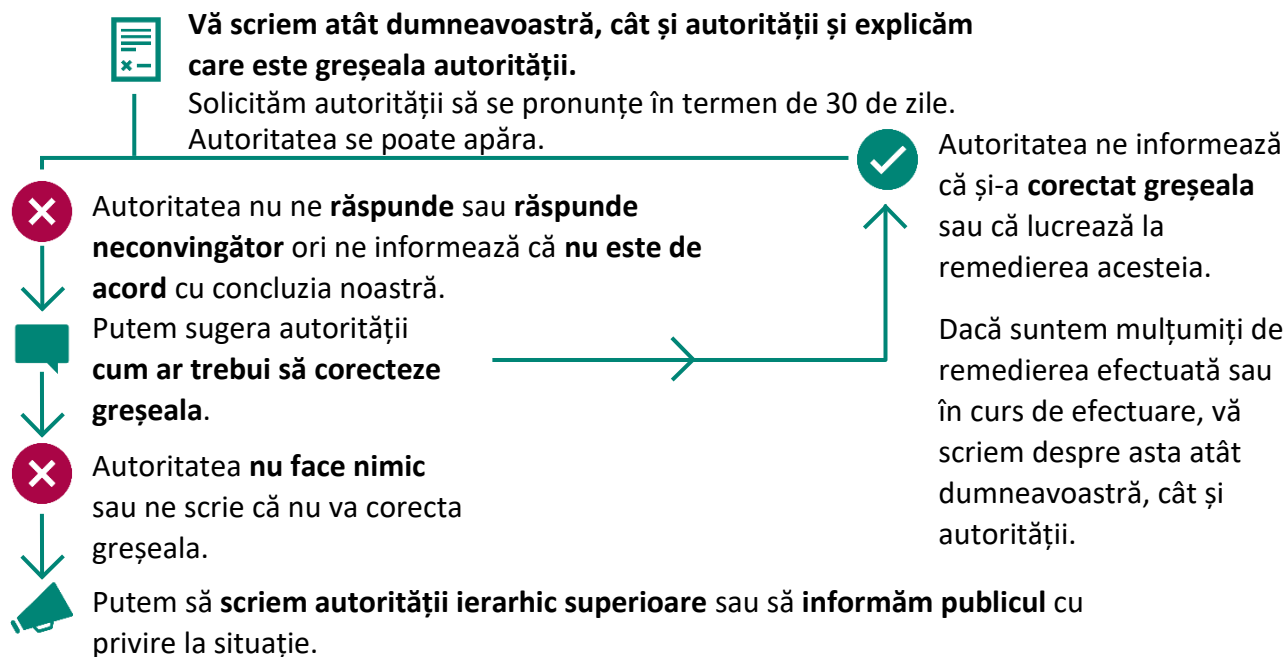 Vă scriem atât dumneavoastră, cât și autorității și explicăm
care este greșeala autorității.
Solicităm autorității să se pronunțe în termen de 30 de zile.
Autoritatea se poate apăra.
Autoritatea nu ne răspunde sau răspunde
neconvingător ori ne informează că nu este de
acord cu concluzia noastră.
Putem sugera autorității
cum ar trebui să corecteze
greșeala.
Autoritatea nu face nimic
sau ne scrie că nu va corecta
greșeala.
Putem să scriem autorității ierarhic superioare sau să informăm publicul cu
privire la situație.
Autoritatea ne informează
că și-a corectat greșeala
sau că lucrează la
remedierea acesteia.
Dacă suntem mulțumiți de
remedierea efectuată sau
în curs de efectuare, vă
scriem despre asta atât
dumneavoastră, cât și
autorității.